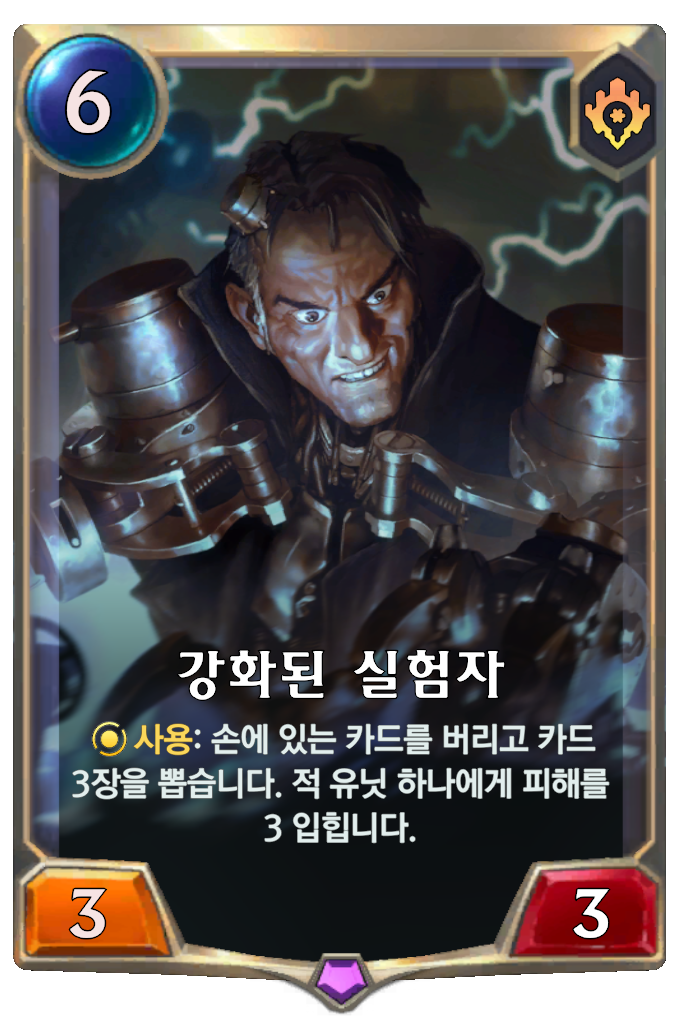 6
강화된 실험자
사용: 손에 있는 카드를 버리고 카드
3장을 뽑습니다. 적 유닛 하나에게 피해를
3 입힙니다.
3
3